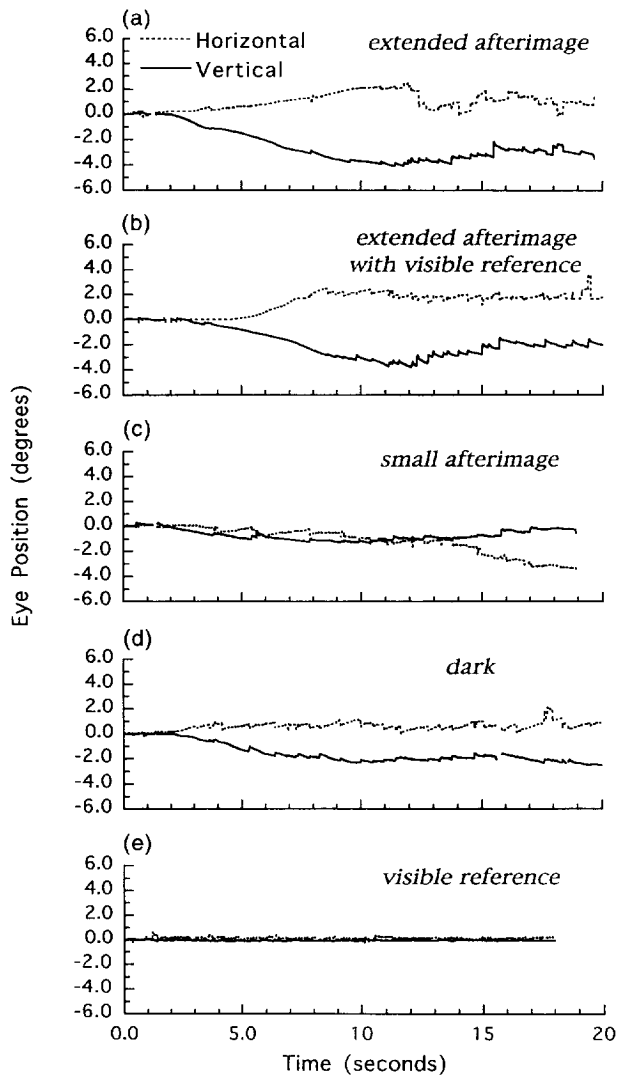 (a)
6.0
4.0
2.0
0.0
-2.0
-4.0
-6.0
Horizontal
Vertical
extended afterimage
(b)
6.0
4.0
2.0
0.0
-2.0
-4.0
-6.0
extended afterimage
with visible reference
(c)
6.0
4.0
2.0
0.0
-2.0
-4.0
-6.0
small afterimage
(d)
6.0
4.0
2.0
0.0
-2.0
-4.0
-6.0
dark
(e)
6.0
4.0
2.0
0.0
-2.0
-4.0
-6.0
visible reference
0.0 5.0 10 15 20
Time (seconds)
Eye Position (degrees)